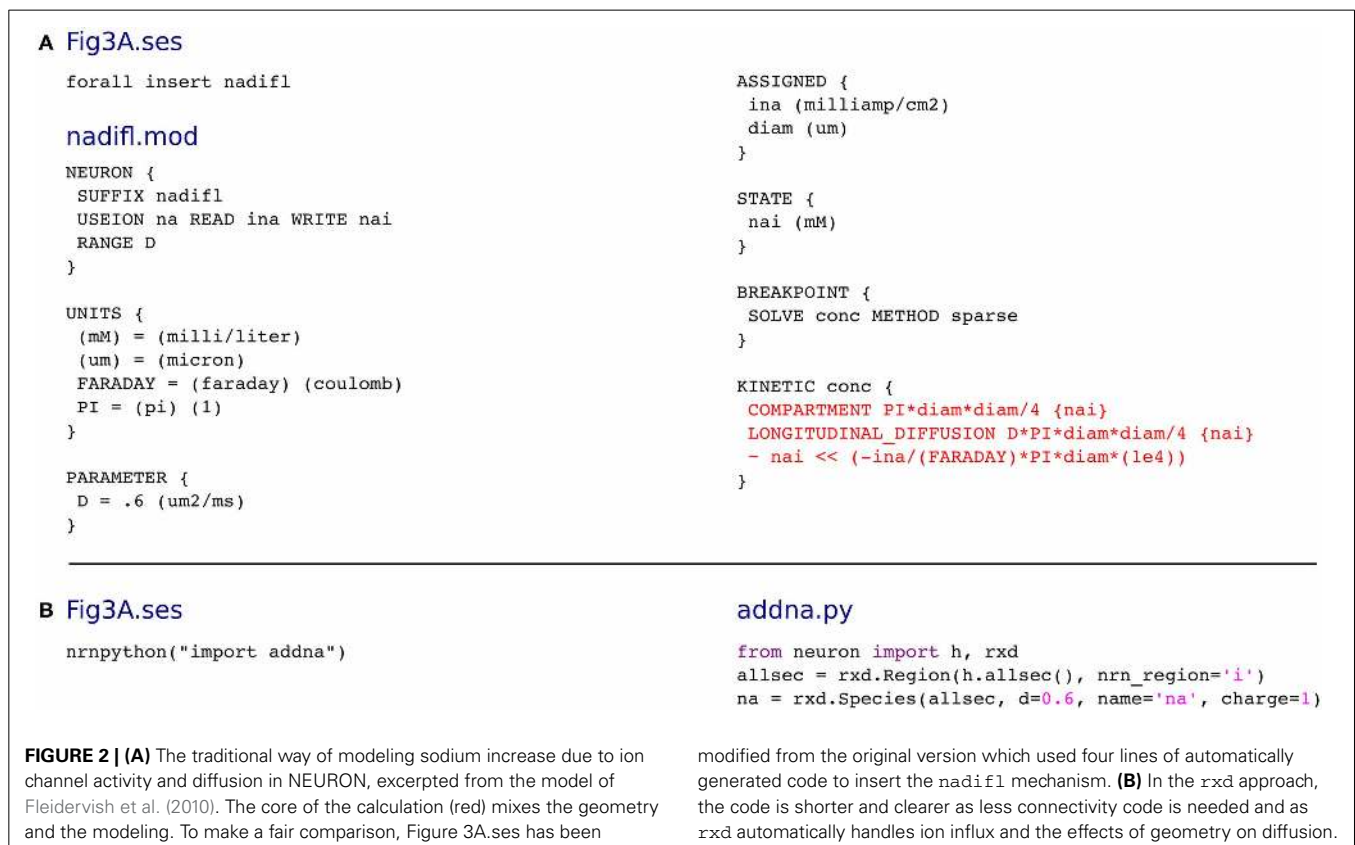 A Fig3A.ses
forall insert nadifl
nadifl.mod
NEURON {
SUFFIX nadifl
USEION na READ ina WRITE nai
RANGE D
}
UNITS {
(mM) = (milli/liter)
(um) = (micron)
FARADAY = (faraday) (coulomb)
PI = (pi) (1)
}
PARAMETER {
D = .6 (um2/ms)
}
ASSIGNED {
ina (milliamp/cm2)
diam (um)
}
STATE {
nai (mM)
}
BREAKPOINT {
SOLVE conc METHOD sparse
}
KINETIC conc {
COMPARTMENT PI*diam*diam/4 {nai}
LONGITUDINAL_DIFFUSION D*PI*diam*diam/4 {nai}
~ nai << (-ina/(FARADAY)*PI*diam*(1e4))
}
B Fig3A.ses
nrnpython("import addna")
addna.py
from neuron import h, rxd
allsec = rxd.Region(h.allsec(), nrn_region='i')
na = rxd.Species(allsec, d=0.6, name='na', charge=1)
FIGURE 2 | (A) The traditional way of modeling sodium increase due to ion
channel activity and diffusion in NEURON, excerpted from the model of
Fleidervish et al. (2010). The core of the calculation (red) mixes the geometry
and the modeling. To make a fair comparison, Figure 3A.ses has been
modified from the original version which used four lines of automatically
generated code to insert the nadifl mechanism. (B) In the rxd approach,
the code is shorter and clearer as less connectivity code is needed and as
rxd automatically handles ion influx and the effects of geometry on diffusion.